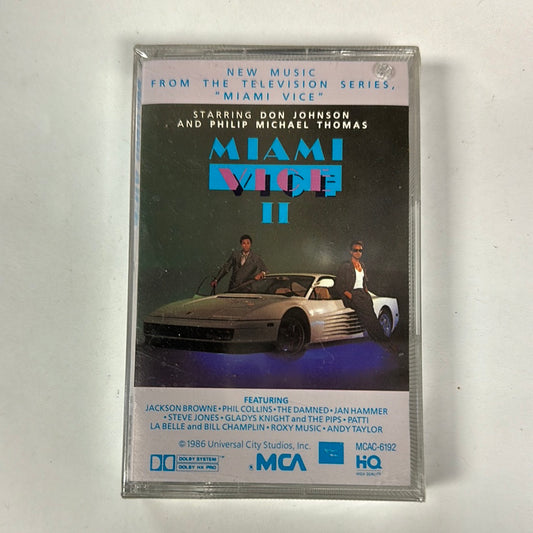 NEW MUSIC
FROM THE TELEVISION SERIES,
"MIAMI VICE"
STARRING DON JOHNSON
AND PHILIP MICHAEL THOMAS
MIAMI
VICE
II
FEATURING
JACKSON BROWNE • PHIL COLLINS • THE DAMNED • JAN HAMMER
• STEVE JONES • GLADYS KNIGHT and THE PIPS • PATTI
LA BELLE and BILL CHAMPLIN • ROXY MUSIC • ANDY TAYLOR
©1986 Universal City Studios, Inc.
MCAC-6192
DOLBY SYSTEM
DOLBY HX PRO
MCA
HiQ
HIGH QUALITY